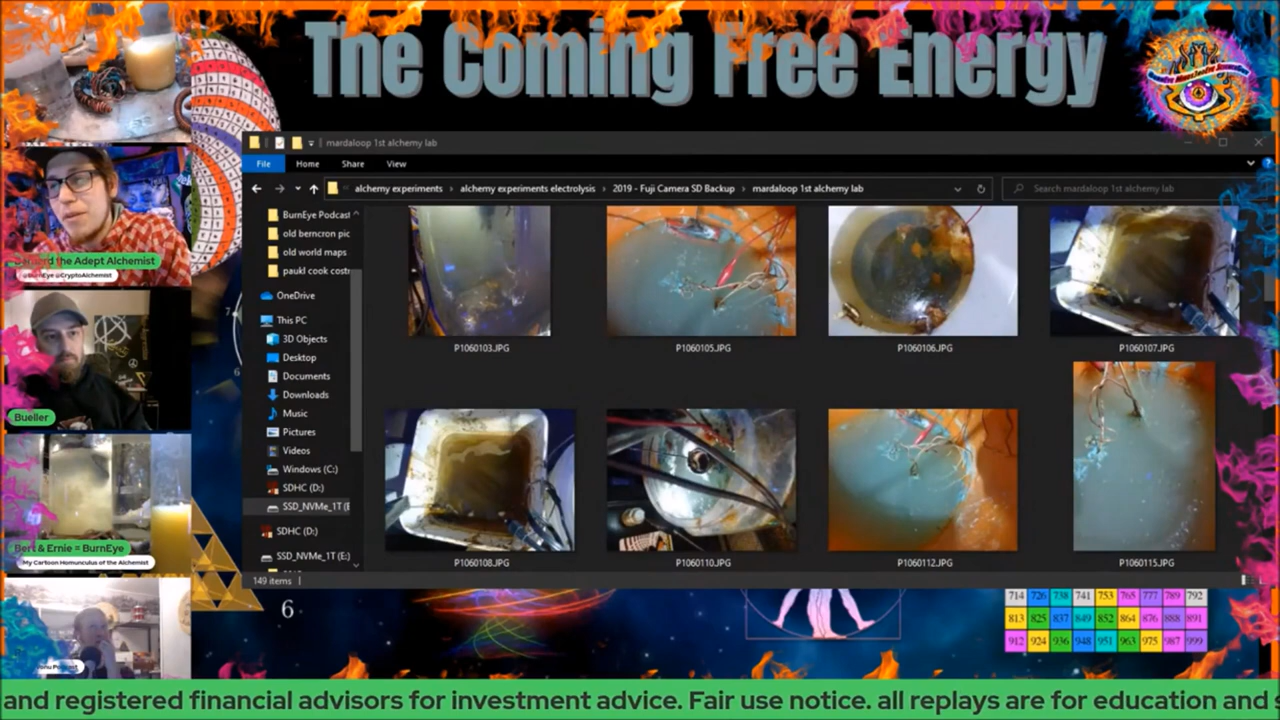 The Coming Free Energy
mardaloop 1st alchemy lab
File Home Share View
alchemy experiments alchemy experiments electrolysis 2019 - Fuji Camera SD Backup mardaloop 1st alchemy lab
Search mardaloop 1st alchemy lab
BurnEye Podcast
old berncron pic
old world maps
paukl cook cost
OneDrive
This PC
3D Objects
Desktop
Documents
Downloads
Music
Pictures
Videos
Windows (C:)
SDHC (D:)
SSD_NVMe_1T (E
SDHC (D:)
SSD_NVMe_1T (E:)
P1060103.JPG
P1060105.JPG
P1060106.JPG
P1060107.JPG
P1060108.JPG
P1060110.JPG
P1060112.JPG
P1060115.JPG
149 items
the Adept Alchemist
@BurnEye @CryptoAlchemist
Bueller
Bert & Ernie = BurnEye
My Cartoon Homunculus of the Alchemist
Podcast
7
6
6
714 726 738 741 753 765 777 789 792
813 825 837 849 852 864 876 888 891
912 924 936 948 951 963 975 987 999
and registered financial advisors for investment advice. Fair use notice. all replays are for education and